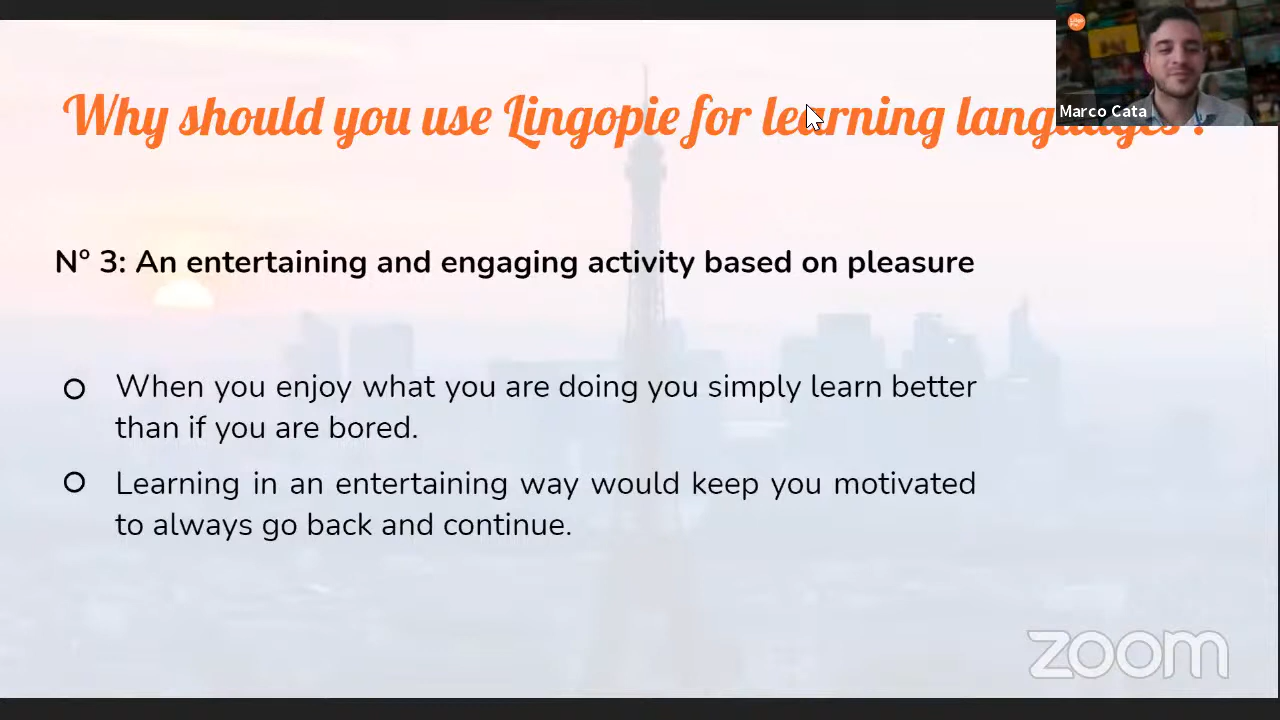 Why should you use Lingopie for learning languages?
Marco Cata
Nº 3: An entertaining and engaging activity based on pleasure
When you enjoy what you are doing you simply learn better
than if you are bored.
Learning in an entertaining way would keep you motivated
to always go back and continue.
zoom